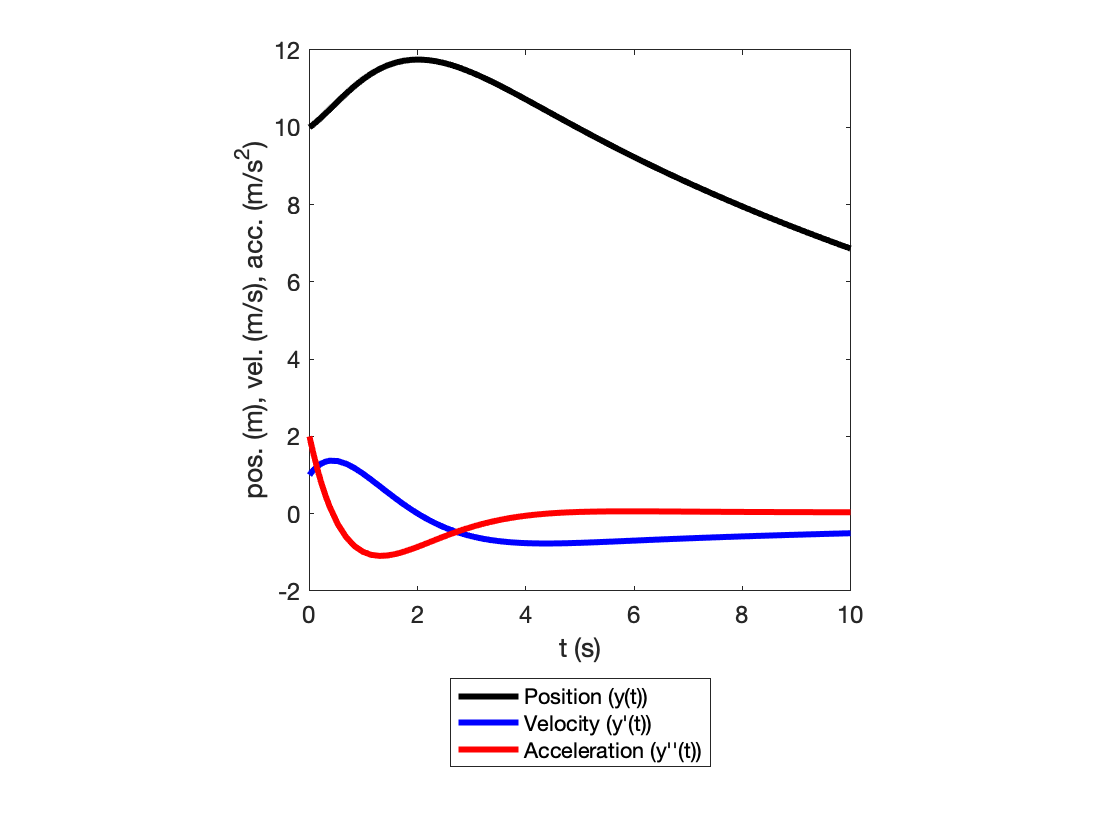 12
10
8
6
4
2
0
-2
pos. (m), vel. (m/s), acc. (m/s²)
0 2 4 6 8 10
t (s)
Position (y(t))
Velocity (y'(t))
Acceleration (y''(t))